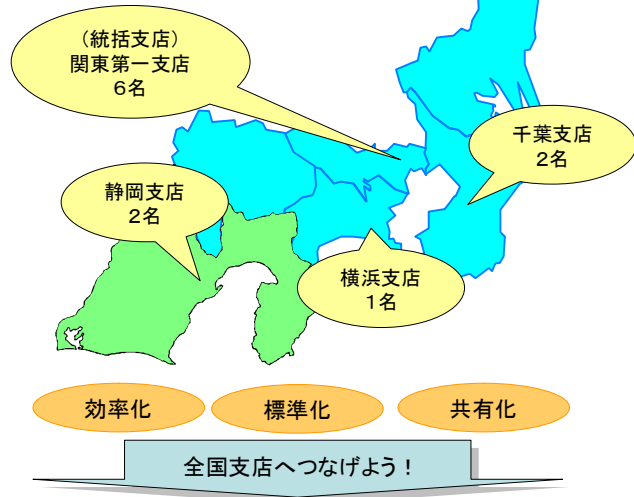 （統括支店）
関東第一支店
６名
千葉支店
２名
静岡支店
２名
横浜支店
１名
効率化
標準化
共有化
全国支店へつなげよう！